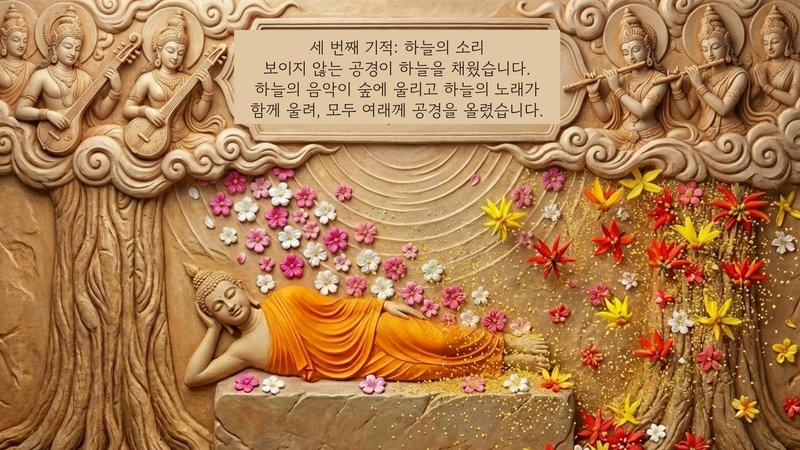 세 번째 기적: 하늘의 소리
보이지 않는 공경이 하늘을 채웠습니다.
하늘의 음악이 숲에 울리고 하늘의 노래가
함께 울려, 모두 여래께 공경을 올렸습니다.
.